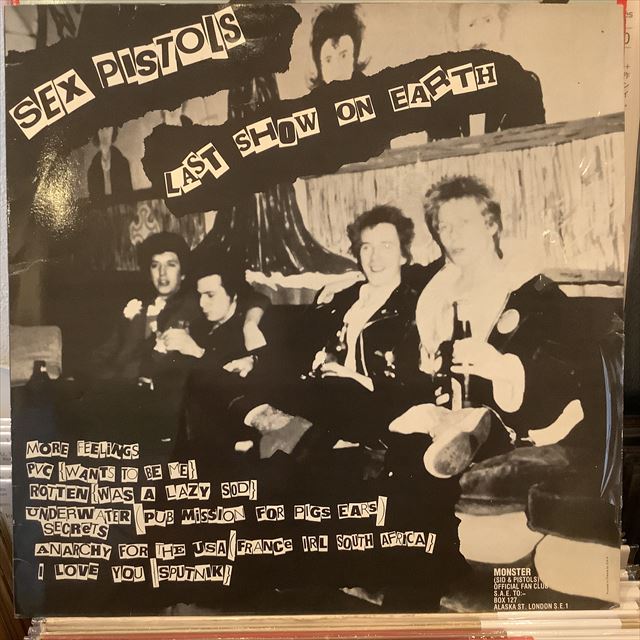 SEX PISTOLS
LAST SHOW ON EARTH
MORE FEELINGS
PVC {WANTS TO BE ME}
ROTTEN {WAS A LAZY SOD}
UNDERWATER (PUB MISSION FOR PIGS EARS)
SECRETS
ANARCHY FOR THE USA (FRANCE IRL SOUTH AFRICA)
I LOVE YOU {SPUTNIK}
MONSTER
(SID & PISTOLS)
OFFICIAL FAN CLUB
S.A.E. TO:-
BOX 127
ALASKA ST. LONDON S.E.1